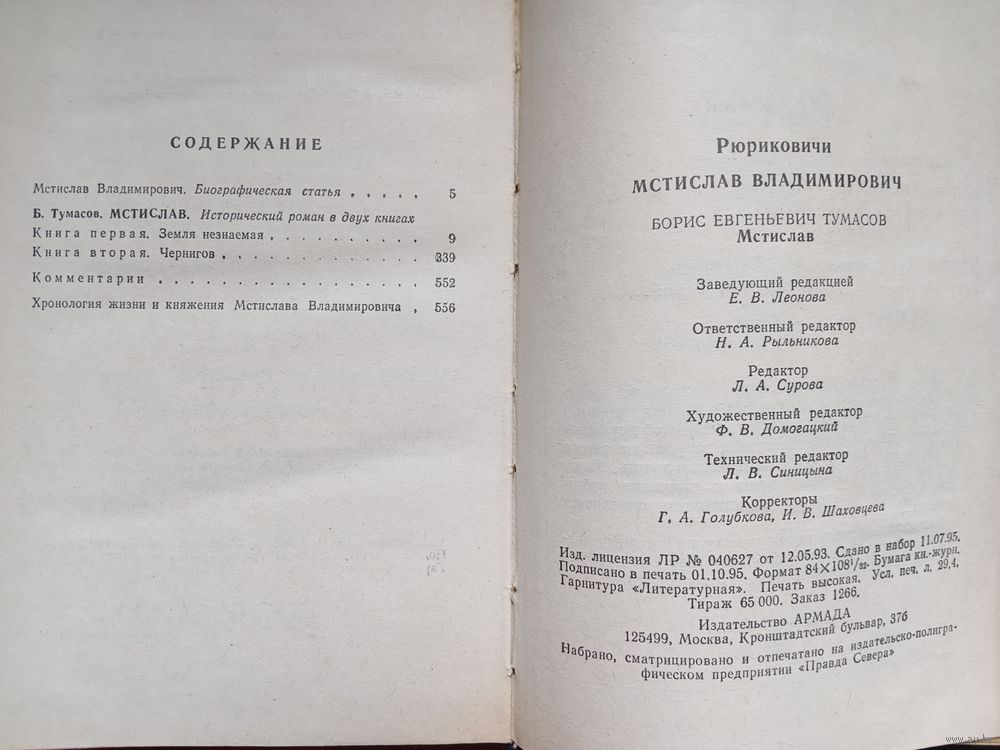 СОДЕРЖАНИЕ
Мстислав Владимирович. Биографическая статья . . . . . 5
Б. Тумасов. МСТИСЛАВ. Исторический роман в двух книгах
Книга первая. Земля незнаемая . . . . . . . . . . 9
Книга вторая. Чернигов . . . . . . . . . . . . . 339
Комментарии . . . . . . . . . . . . . . . . . . 552
Хронология жизни и княжения Мстислава Владимировича . 556
Рюриковичи
МСТИСЛАВ ВЛАДИМИРОВИЧ
БОРИС ЕВГЕНЬЕВИЧ ТУМАСОВ
Мстислав
Заведующий редакцией
Е. В. Леонова
Ответственный редактор
Н. А. Рыльникова
Редактор
Л. А. Сурова
Художественный редактор
Ф. В. Домогацкий
Технический редактор
Л. В. Синицына
Корректоры
Г. А. Голубкова, И. В. Шаховцева
Изд. лицензия ЛР № 040627 от 12.05.93. Сдано в набор 11.07.95.
Подписано в печать 01.10.95. Формат 84×108¹/₃₂. Бумага кн.-журн.
Гарнитура «Литературная». Печать высокая. Усл. печ. л. 29,4.
Тираж 65 000. Заказ 1266.
Издательство АРМАДА
125499, Москва, Кронштадтский бульвар, 37б
Набрано, сматрицировано и отпечатано на издательско-полигра-
фическом предприятии «Правда Севера»
www.au.by